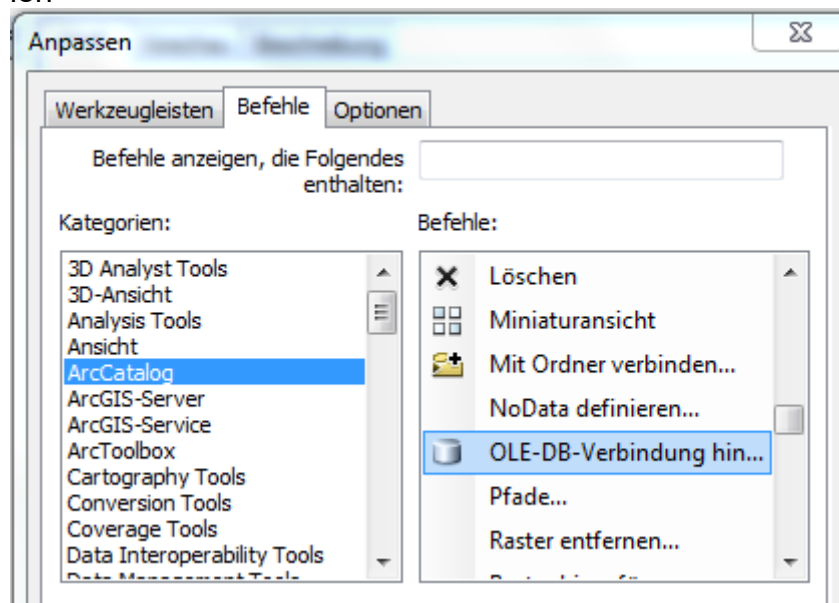 Anpassen
Werkzeugleisten Befehle Optionen
Befehle anzeigen, die Folgendes
enthalten:
Kategorien:
3D Analyst Tools
3D-Ansicht
Analysis Tools
Ansicht
ArcCatalog
ArcGIS-Server
ArcGIS-Service
ArcToolbox
Cartography Tools
Conversion Tools
Coverage Tools
Data Interoperability Tools
Befehle:
Löschen
Miniaturansicht
Mit Ordner verbinden...
NoData definieren...
OLE-DB-Verbindung hin...
Pfade...
Raster entfernen...